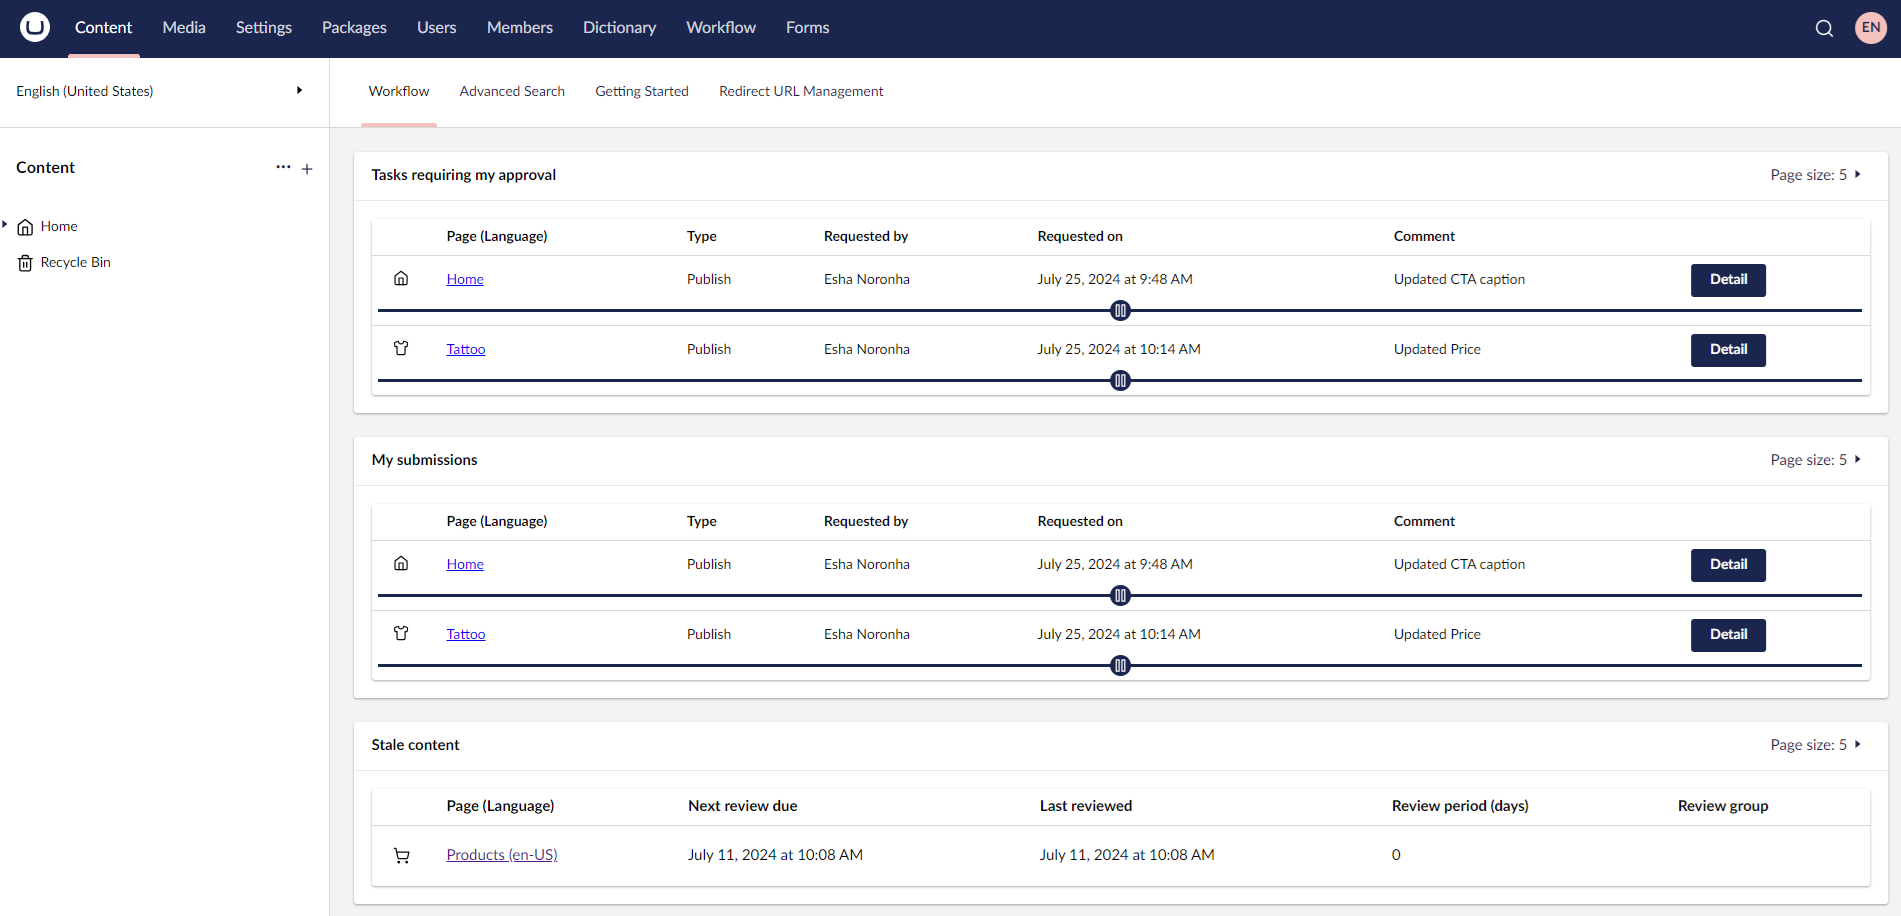 Content Media Settings Packages Users Members Dictionary Workflow Forms EN
English (United States)
Workflow Advanced Search Getting Started Redirect URL Management
Content
Home
Recycle Bin
Tasks requiring my approval Page size: 5
Page (Language) Type Requested by Requested on Comment
Home Publish Esha Noronha July 25, 2024 at 9:48 AM Updated CTA caption Detail
Tattoo Publish Esha Noronha July 25, 2024 at 10:14 AM Updated Price Detail
My submissions Page size: 5
Page (Language) Type Requested by Requested on Comment
Home Publish Esha Noronha July 25, 2024 at 9:48 AM Updated CTA caption Detail
Tattoo Publish Esha Noronha July 25, 2024 at 10:14 AM Updated Price Detail
Stale content Page size: 5
Page (Language) Next review due Last reviewed Review period (days) Review group
Products (en-US) July 11, 2024 at 10:08 AM July 11, 2024 at 10:08 AM 0